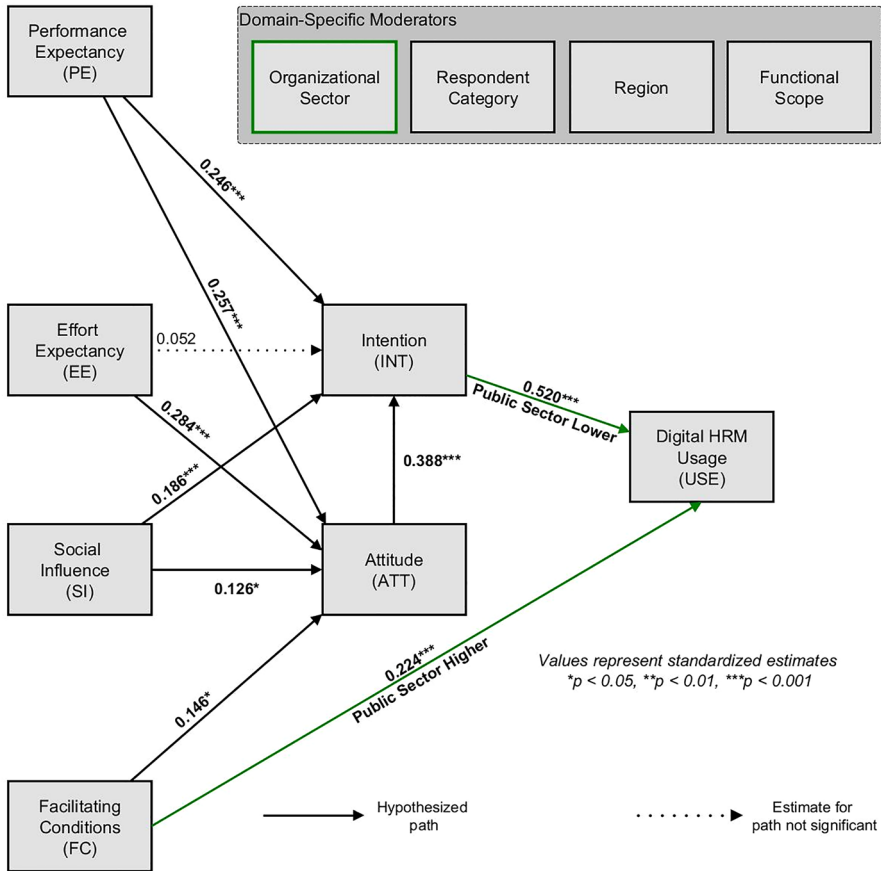 Performance
Expectancy
(PE)
Domain-Specific Moderators
Organizational
Sector
Respondent
Category
Region
Functional
Scope
0.246***
0.257***
Effort
Expectancy
(EE)
0.052
Intention
(INT)
0.284***
0.186***
0.388***
0.520***
Public Sector Lower
Digital HRM
Usage
(USE)
Social
Influence
(SI)
0.126*
Attitude
(ATT)
0.146*
0.224***
Public Sector Higher
Values represent standardized estimates
*p < 0.05, **p < 0.01, ***p < 0.001
Facilitating
Conditions
(FC)
Hypothesized
path
Estimate for
path not significant